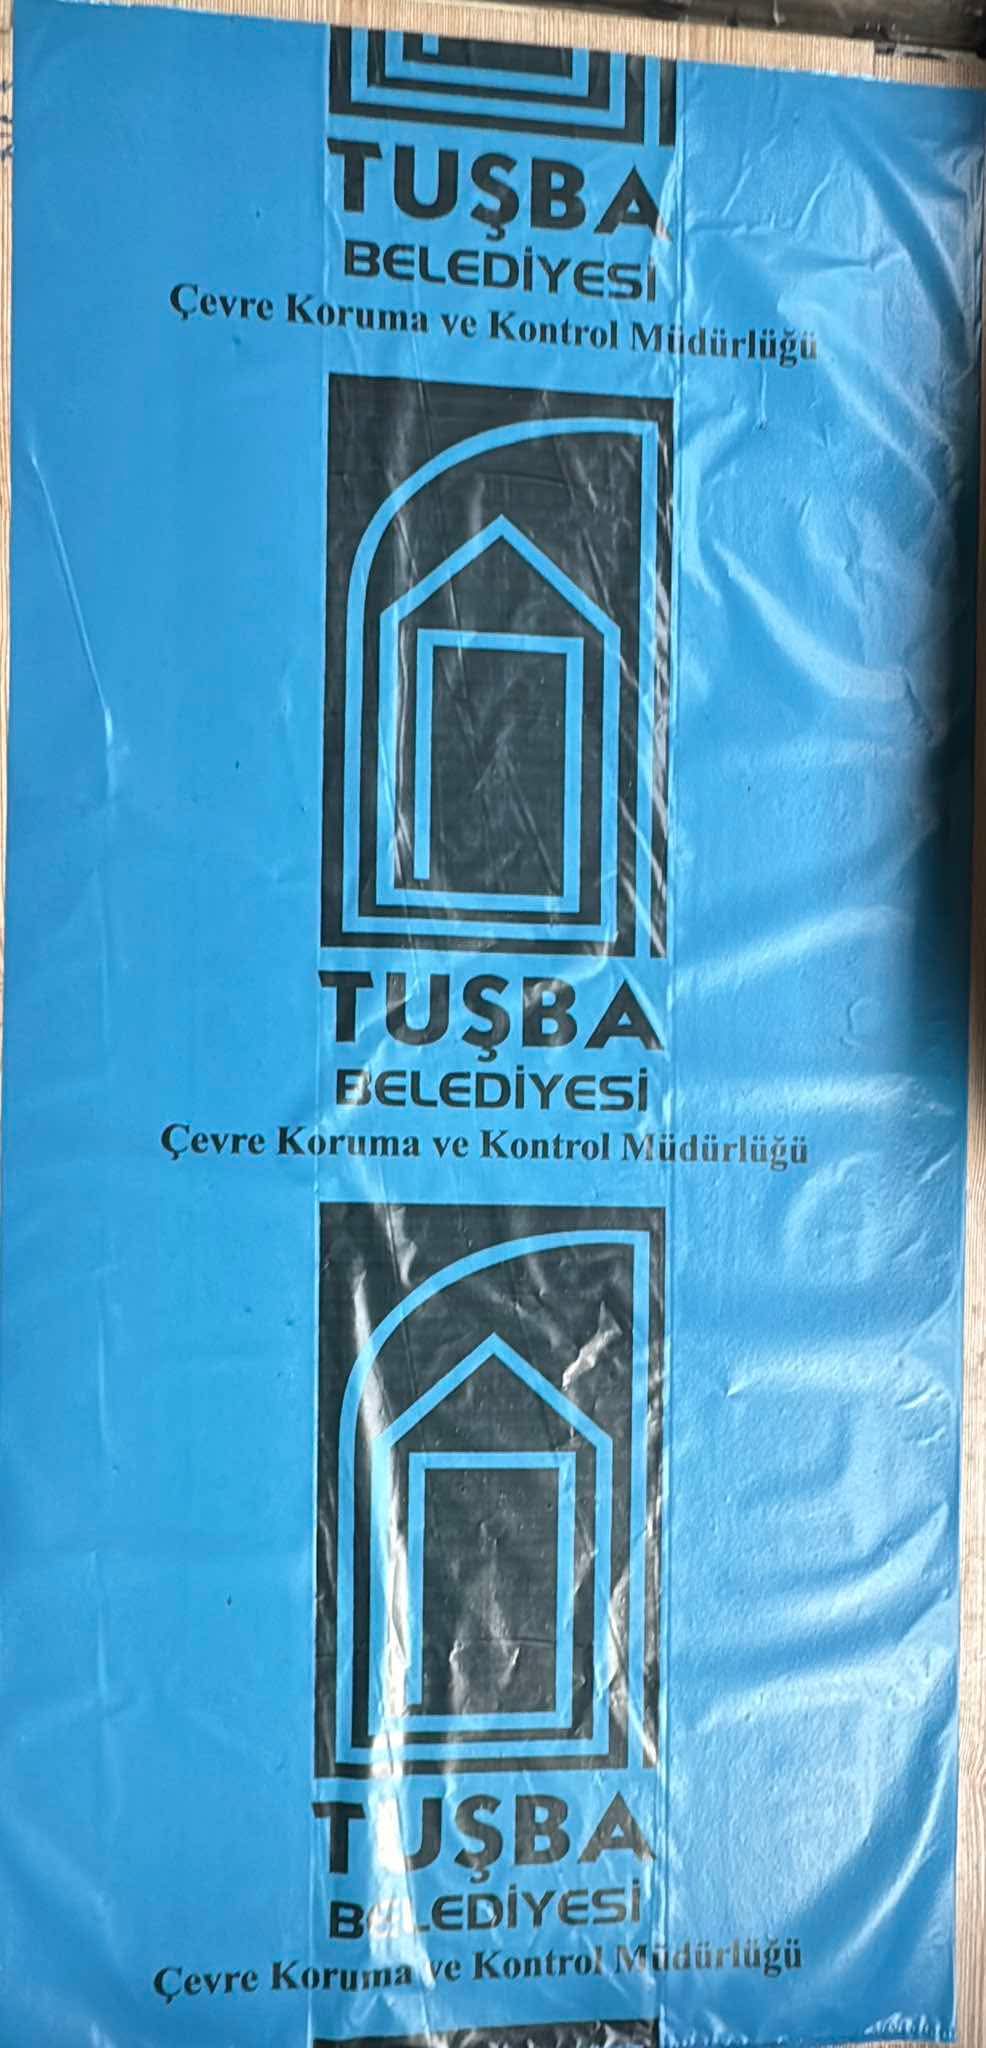 TUŞBA
BELEDİYESİ
Çevre Koruma ve Kontrol Müdürlüğü
TUŞBA
BELEDİYESİ
Çevre Koruma ve Kontrol Müdürlüğü
TUŞBA
BELEDİYESİ
Çevre Koruma ve Kontrol Müdürlüğü